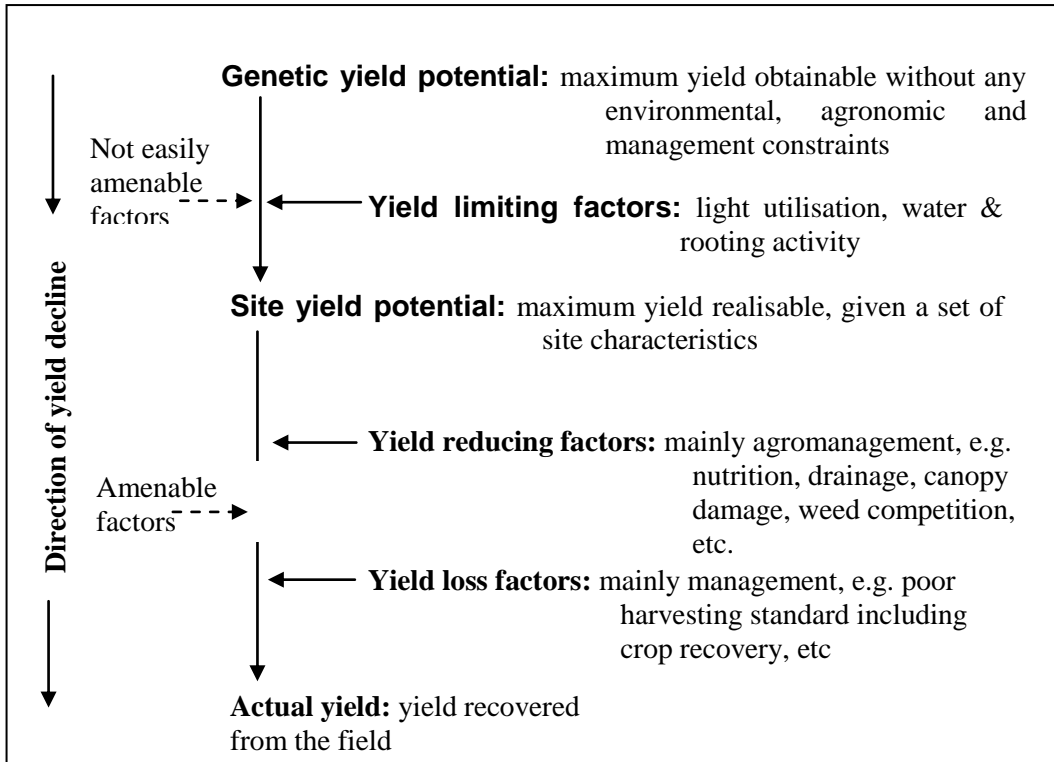 Genetic yield potential: maximum yield obtainable without any
environmental, agronomic and
management constraints
Not easily
amenable
factors
Yield limiting factors: light utilisation, water &
rooting activity
Site yield potential: maximum yield realisable, given a set of
site characteristics
Direction of yield decline
Yield reducing factors: mainly agromanagement, e.g.
nutrition, drainage, canopy
damage, weed competition,
etc.
Amenable
factors
Yield loss factors: mainly management, e.g. poor
harvesting standard including
crop recovery, etc
Actual yield: yield recovered
from the field